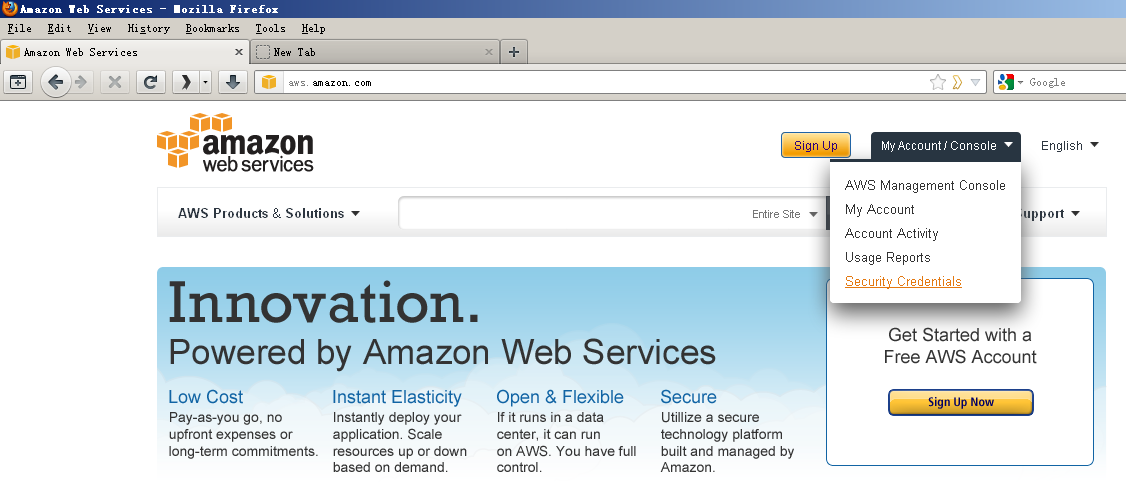 Amazon Web Services - Mozilla Firefox
File Edit View History Bookmarks Tools Help
Amazon Web Services
New Tab
aws.amazon.com
Google
amazon
web services
Sign Up
My Account / Console
English
AWS Management Console
My Account
Account Activity
Usage Reports
Security Credentials
AWS Products & Solutions
Entire Site
upport
Innovation.
Powered by Amazon Web Services
Low Cost
Pay-as-you go, no
upfront expenses or
long-term commitments.
Instant Elasticity
Instantly deploy your
application. Scale
resources up or down
based on demand.
Open & Flexible
If it runs in a data
center, it can run
on AWS. You have full
control.
Secure
Utillize a secure
technology platform
built and managed by
Amazon.
Get Started with a
Free AWS Account
Sign Up Now